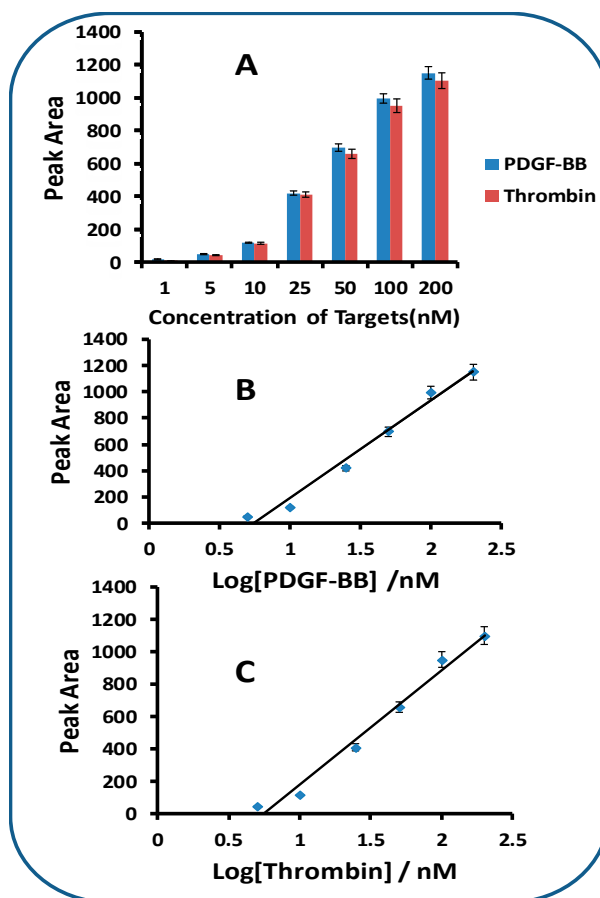 A
Peak Area
1400
1200
1000
800
600
400
200
0
1 5 10 25 50 100 200
Concentration of Targets(nM)
PDGF-BB
Thrombin
B
Peak Area
1400
1200
1000
800
600
400
200
0
0 0.5 1 1.5 2 2.5
Log[PDGF-BB] /nM
C
Peak Area
1400
1200
1000
800
600
400
200
0
0 0.5 1 1.5 2 2.5
Log[Thrombin] / nM